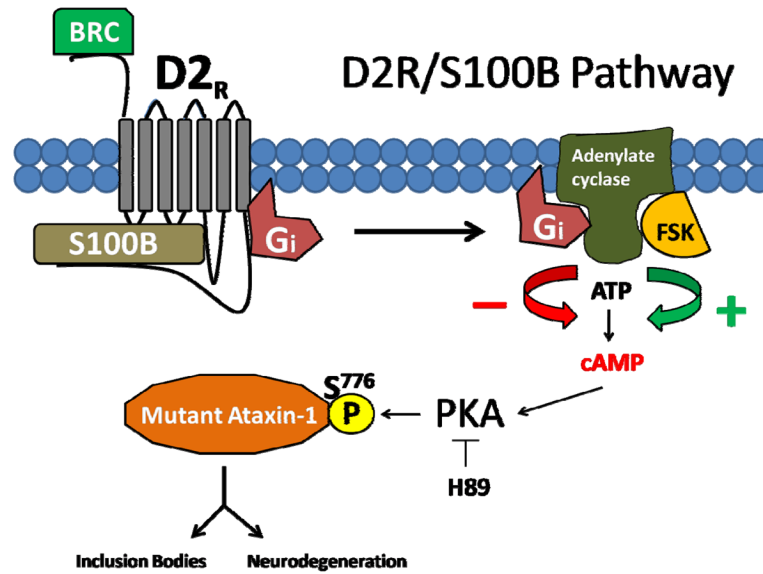 BRC
D2R
D2R/S100B Pathway
Adenylate
cyclase
S100B
Gi
Gi
FSK
−
ATP
+
cAMP
S776
Mutant Ataxin-1
P
PKA
H89
Inclusion Bodies
Neurodegeneration